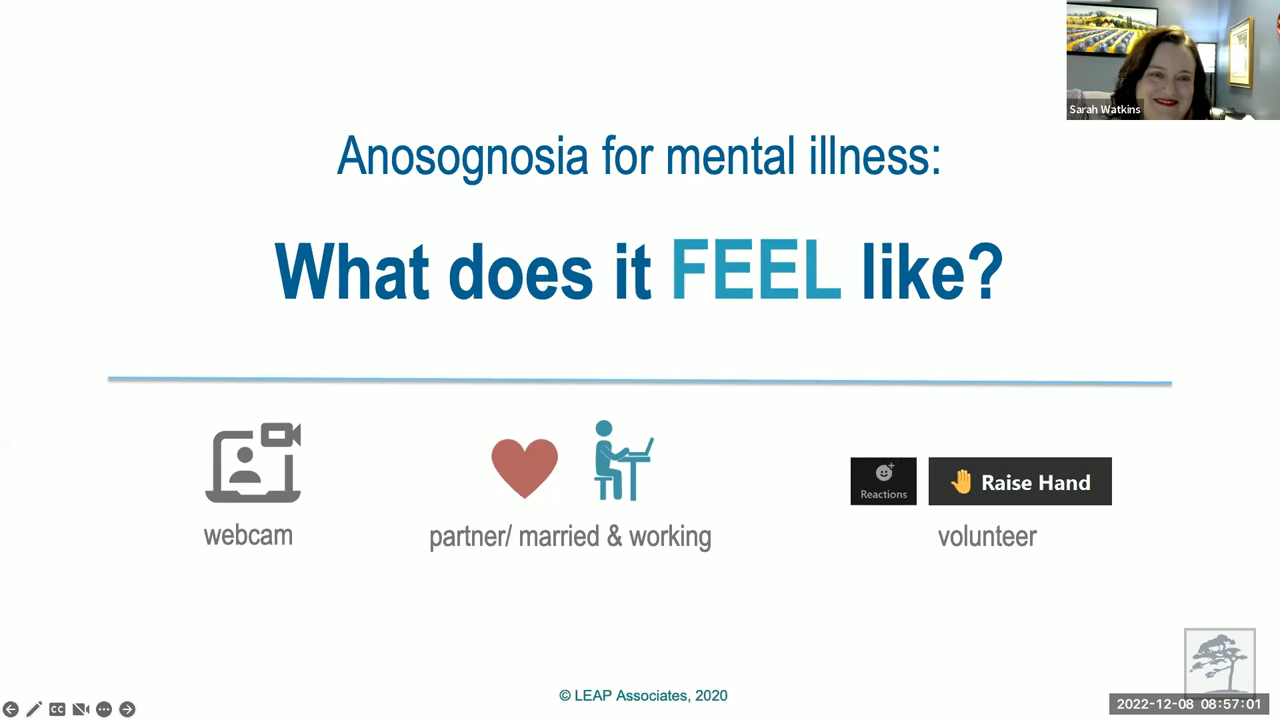 Sarah Watkins
Anosognosia for mental illness:
What does it FEEL like?
webcam
partner/ married & working
Reactions
Raise Hand
volunteer
© LEAP Associates, 2020
CC
2022-12-08 08:57:01